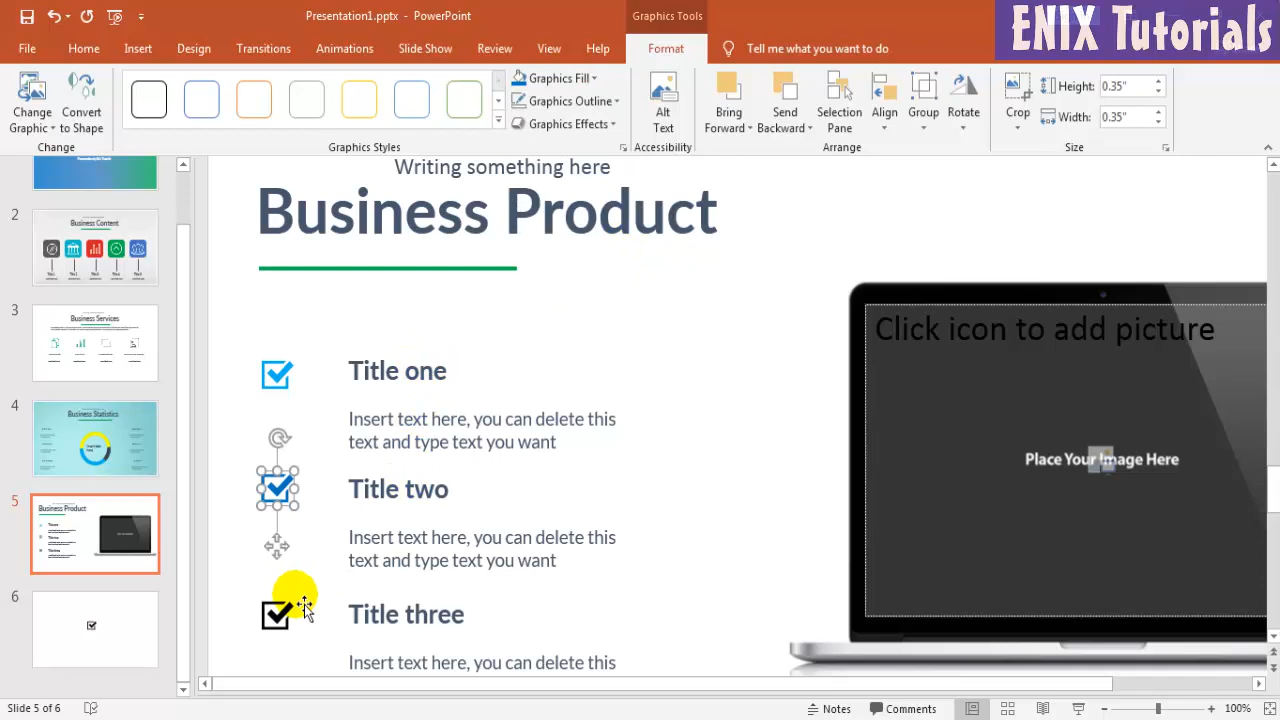 Presentation1.pptx - PowerPoint
Graphics Tools
ENIX Tutorials
File Home Insert Design Transitions Animations Slide Show Review View Help Format Tell me what you want to do
Change Graphic
Convert to Shape
Change
Graphics Styles
Graphics Fill
Graphics Outline
Graphics Effects
Alt Text
Accessibility
Bring Forward
Send Backward
Selection Pane
Align
Group
Rotate
Arrange
Crop
Height: 0.35"
Width: 0.35"
Size
2
Business Content
3
Business Services
4
Business Statistics
5
Business Product
6
Writing something here
Business Product
Title one
Insert text here, you can delete this
text and type text you want
Title two
Insert text here, you can delete this
text and type text you want
Title three
Insert text here, you can delete this
Click icon to add picture
Place Your Image Here
Slide 5 of 6
Notes
Comments
100%